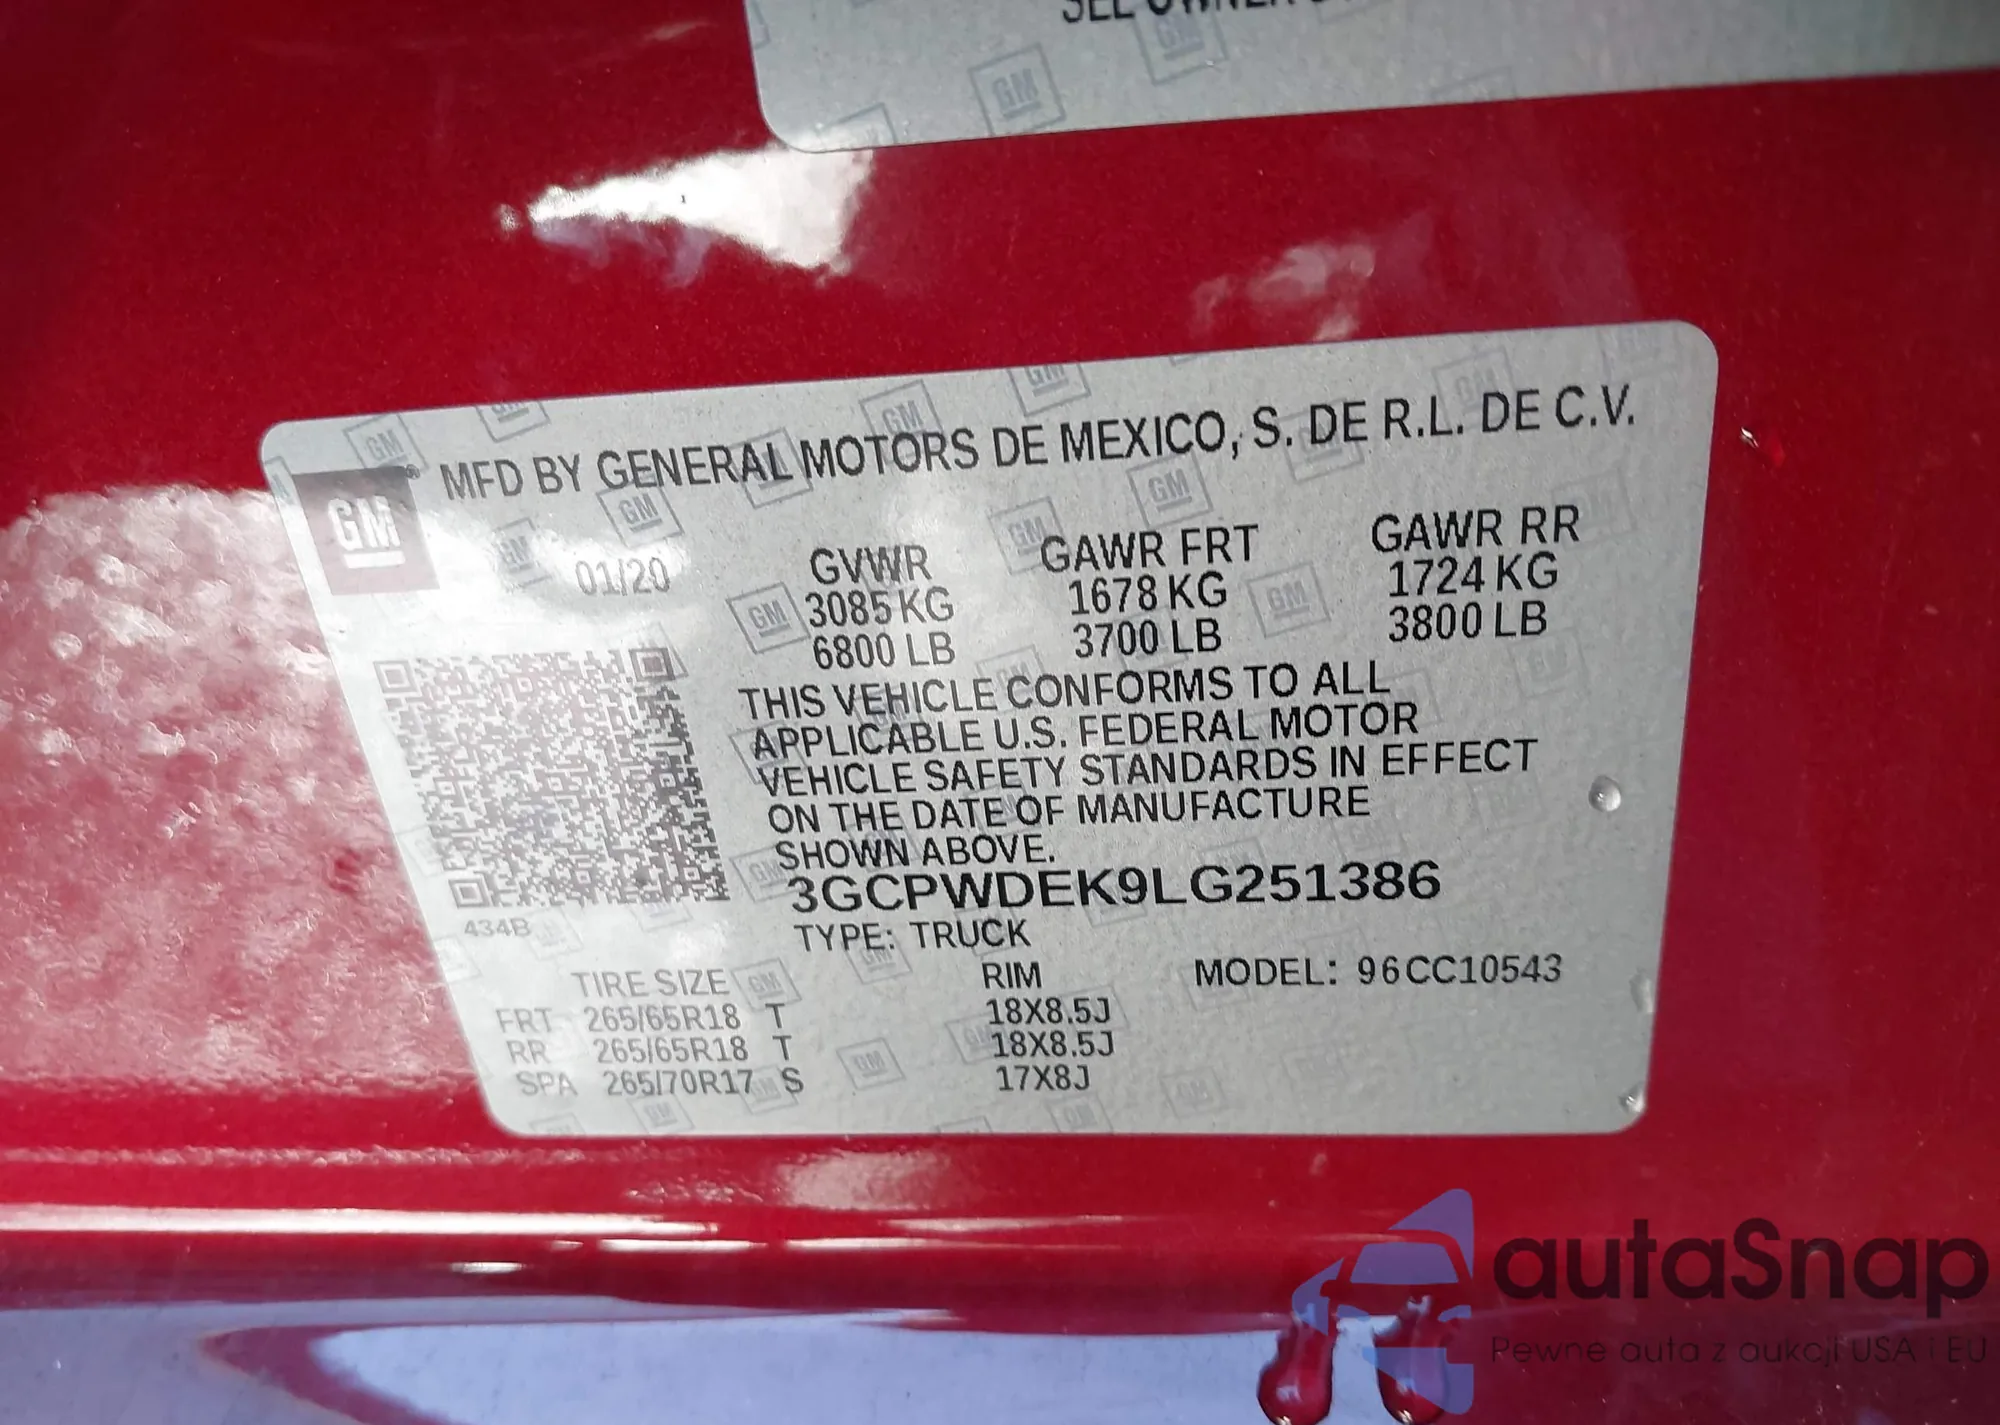 SEE OWNER'S
GM
MFD BY GENERAL MOTORS DE MEXICO, S. DE R.L. DE C.V.
01/20
GVWR GAWR FRT GAWR RR
3085 KG 1678 KG 1724 KG
6800 LB 3700 LB 3800 LB
THIS VEHICLE CONFORMS TO ALL
APPLICABLE U.S. FEDERAL MOTOR
VEHICLE SAFETY STANDARDS IN EFFECT
ON THE DATE OF MANUFACTURE
SHOWN ABOVE.
3GCPWDEK9LG251386
434B
TYPE: TRUCK
TIRE SIZE RIM MODEL: 96CC10543
FRT 265/65R18 T 18X8.5J
RR 265/65R18 T 18X8.5J
SPA 265/70R17 S 17X8J
autaSnap
Pewne auta z aukcji USA i EU